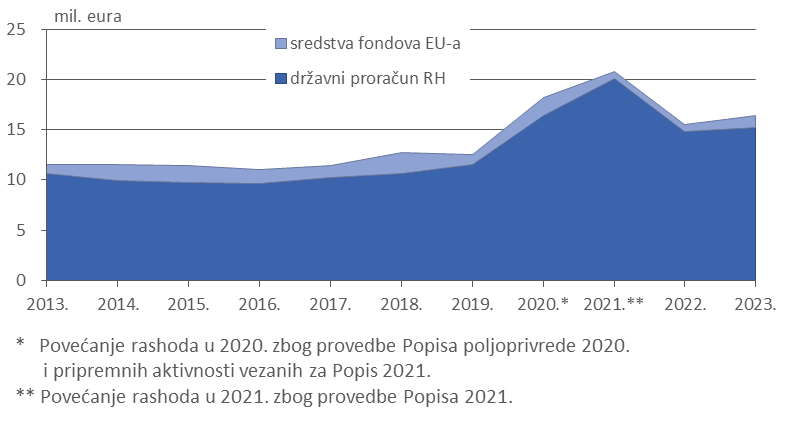 mil. eura
25
sredstva fondova EU-a
20
državni proračun RH
15
10
5
0
2013. 2014. 2015. 2016. 2017. 2018. 2019. 2020.* 2021.** 2022. 2023.
* Povećanje rashoda u 2020. zbog provedbe Popisa poljoprivrede 2020.
i pripremnih aktivnosti vezanih za Popis 2021.
** Povećanje rashoda u 2021. zbog provedbe Popisa 2021.